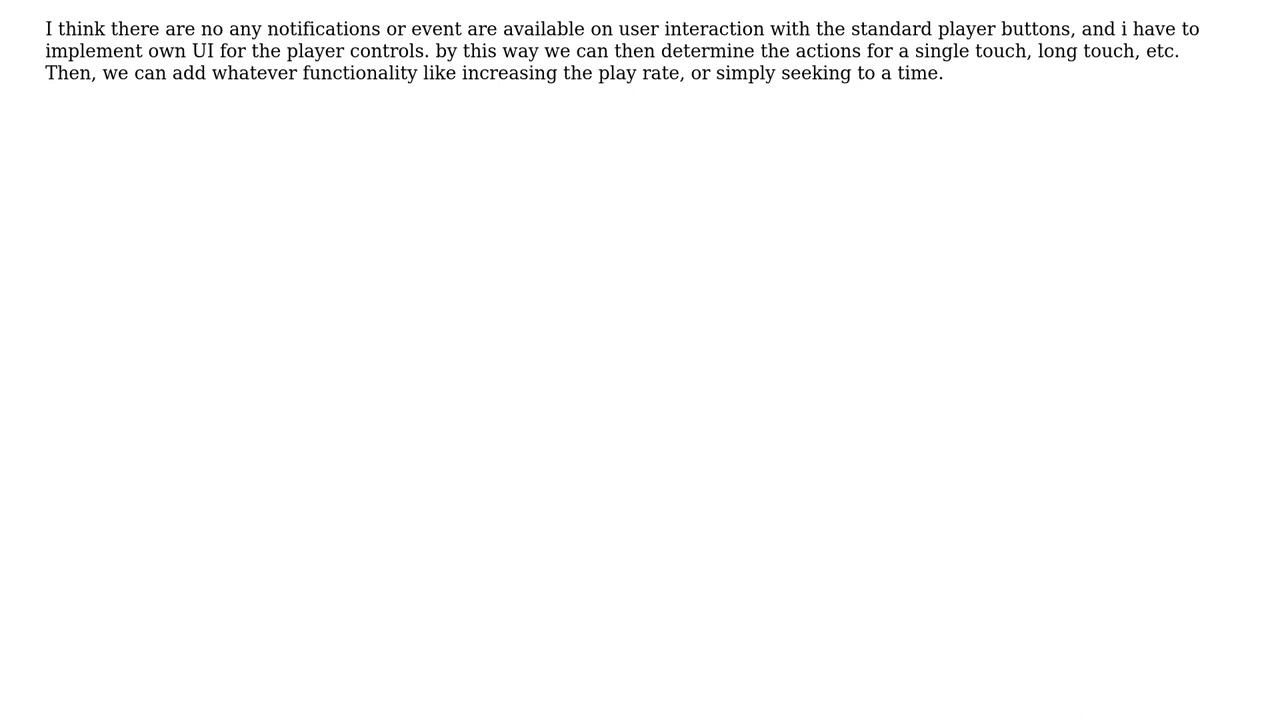 I think there are no any notifications or event are available on user interaction with the standard player buttons, and i have to
implement own UI for the player controls. by this way we can then determine the actions for a single touch, long touch, etc.
Then, we can add whatever functionality like increasing the play rate, or simply seeking to a time.